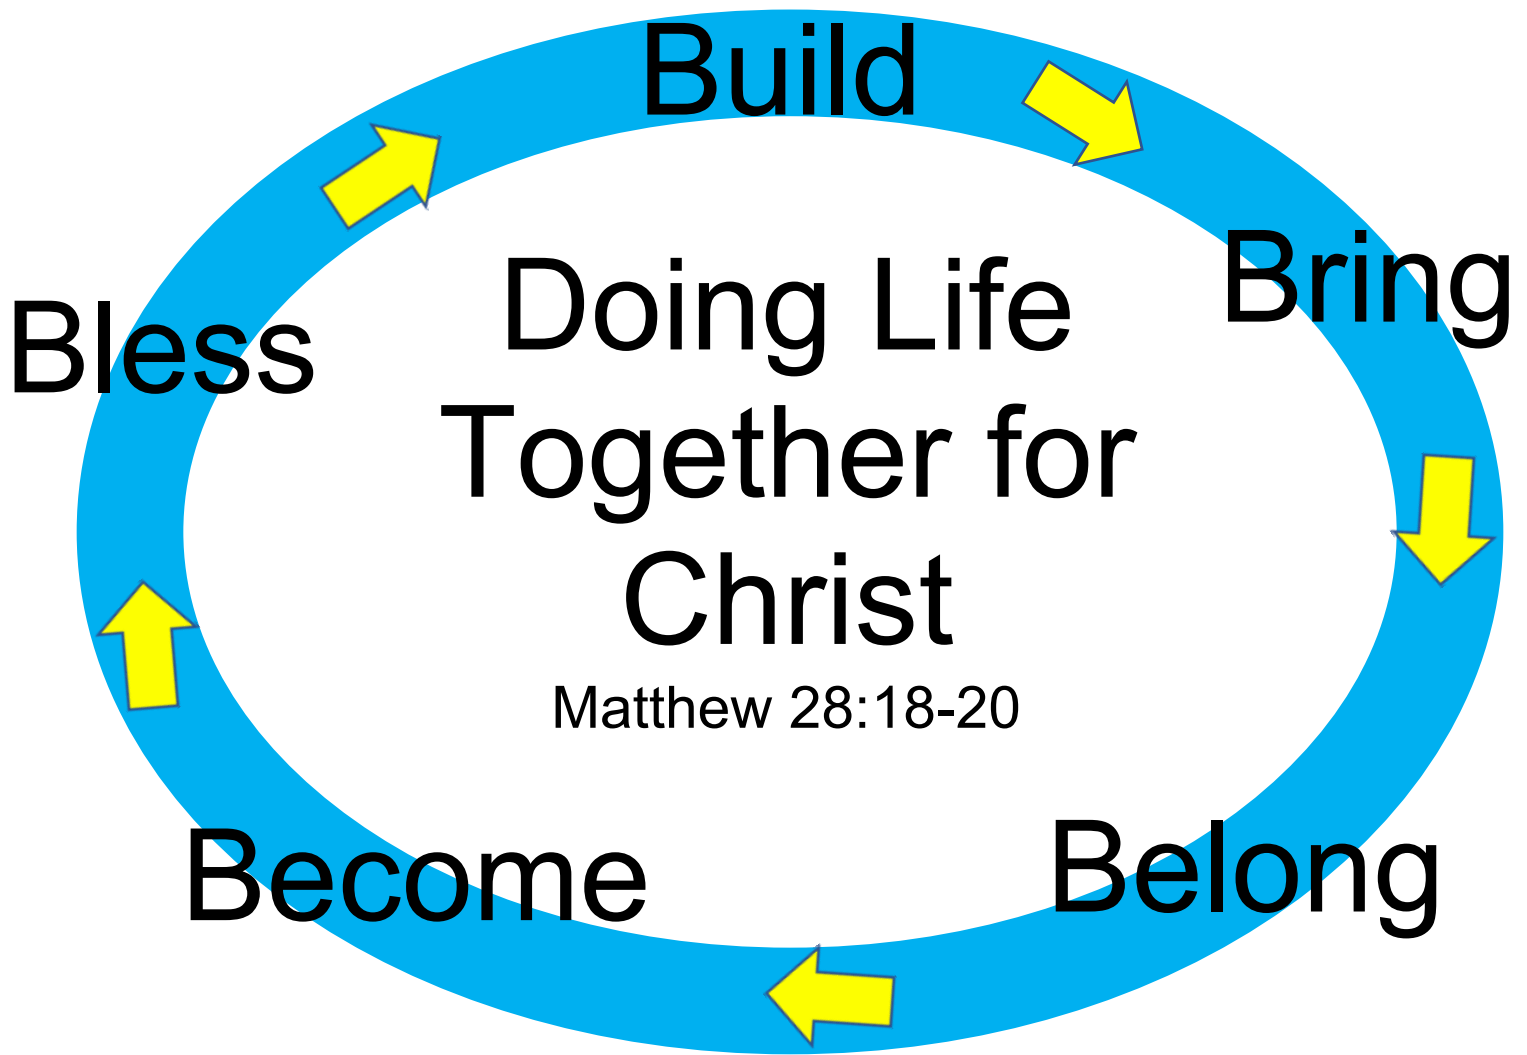 Build
Bring
Bless
Doing Life
Together for
Christ
Matthew 28:18-20
Become
Belong